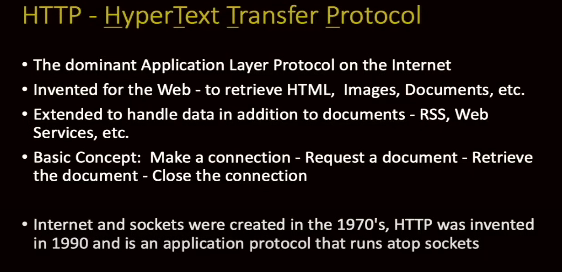 HTTP - HyperText Transfer Protocol
• The dominant Application Layer Protocol on the Internet
• Invented for the Web - to retrieve HTML,  Images, Documents, etc.
• Extended to handle data in addition to documents - RSS, Web
Services, etc.
• Basic Concept:  Make a connection - Request a document - Retrieve
the document - Close the connection
• Internet and sockets were created in the 1970's, HTTP was invented
in 1990 and is an application protocol that runs atop sockets